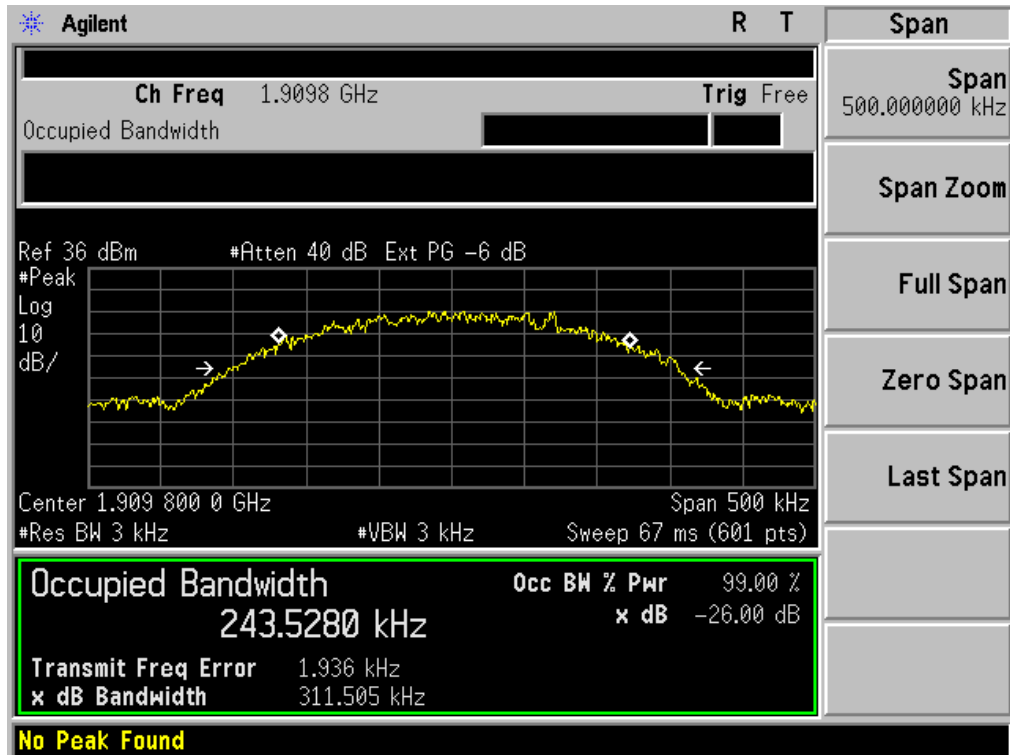 Agilent R T
Ch Freq 1.9098 GHz Trig Free
Occupied Bandwidth
Ref 36 dBm #Atten 40 dB Ext PG -6 dB
#Peak
Log
10
dB/
Center 1.909 800 0 GHz Span 500 kHz
#Res BW 3 kHz #VBW 3 kHz Sweep 67 ms (601 pts)
Occupied Bandwidth
243.5280 kHz
Occ BW % Pwr 99.00 %
x dB -26.00 dB
Transmit Freq Error 1.936 kHz
x dB Bandwidth 311.505 kHz
No Peak Found
Span
Span
500.000000 kHz
Span Zoom
Full Span
Zero Span
Last Span